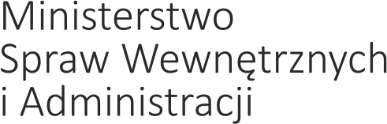 Ministerstwo
Spraw Wewnętrznych
i Administracji